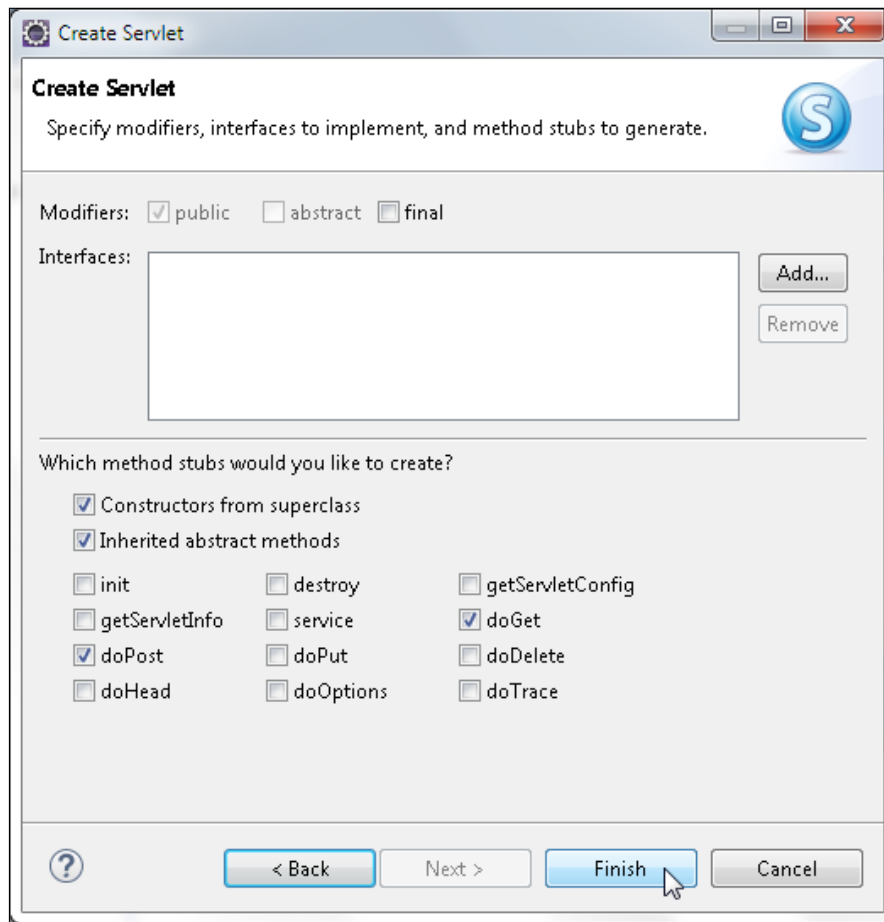 Create Servlet
Create Servlet
Specify modifiers, interfaces to implement, and method stubs to generate.
S
Modifiers: public abstract final
Interfaces:
Add...
Remove
Which method stubs would you like to create?
Constructors from superclass
Inherited abstract methods
init destroy getServletConfig
getServletInfo service doGet
doPost doPut doDelete
doHead doOptions doTrace
? < Back Next > Finish Cancel